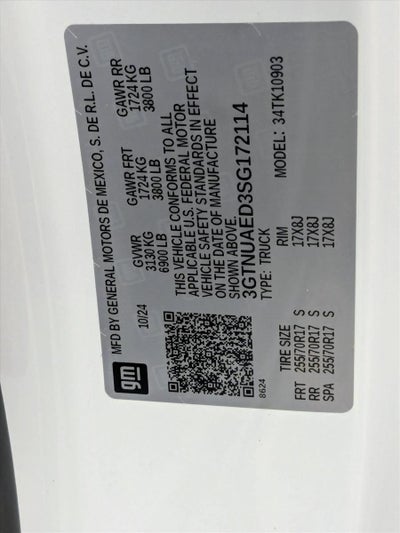 gm
MFD BY GENERAL MOTORS DE MEXICO, S. DE R.L. DE C.V.
10/24
GVWR GAWR FRT GAWR RR
3130 KG 1724 KG 1724 KG
6900 LB 3800 LB 3800 LB
THIS VEHICLE CONFORMS TO ALL
APPLICABLE U.S. FEDERAL MOTOR
VEHICLE SAFETY STANDARDS IN EFFECT
ON THE DATE OF MANUFACTURE
SHOWN ABOVE.
3GTNUAED3SG172114
TYPE: TRUCK MODEL: 34TK10903
8624
TIRE SIZE RIM
FRT 255/70R17 S 17X8J
RR 255/70R17 S 17X8J
SPA 255/70R17 S 17X8J